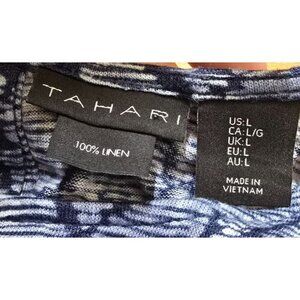 TAHARI
100% LINEN
US:L
CA:L/G
UK:L
EU:L
AU:L
MADE IN
VIETNAM